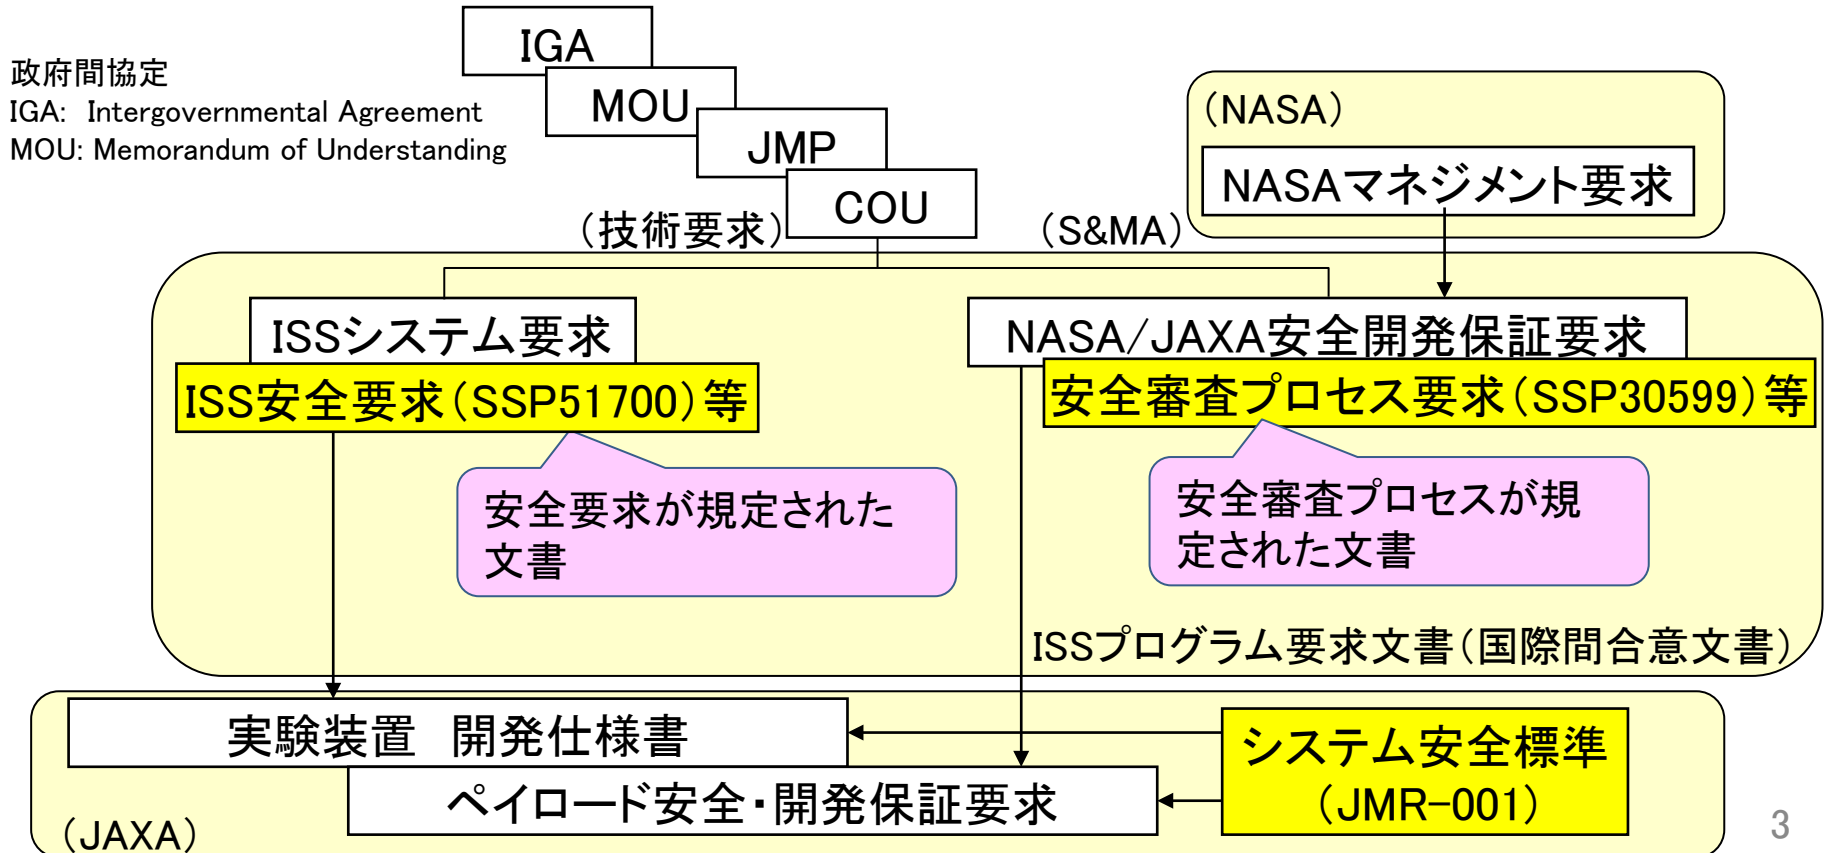 IGA
政府間協定
IGA: Intergovernmental Agreement
MOU: Memorandum of Understanding
MOU
JMP
COU
（NASA）
NASAマネジメント要求
（技術要求）
（S&MA）
ISSシステム要求
NASA/JAXA安全開発保証要求
ISS安全要求（SSP51700）等
安全審査プロセス要求（SSP30599）等
安全要求が規定された
文書
安全審査プロセスが規
定された文書
ISSプログラム要求文書（国際間合意文書）
実験装置　開発仕様書
システム安全標準
（JMR-001）
ペイロード安全・開発保証要求
（JAXA）
3